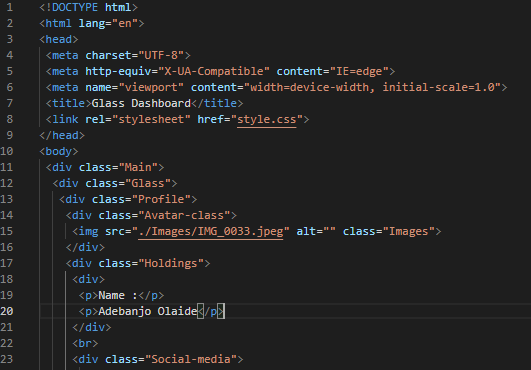 1 <!DOCTYPE html>
2 <html lang="en">
3 <head>
4 <meta charset="UTF-8">
5 <meta http-equiv="X-UA-Compatible" content="IE=edge">
6 <meta name="viewport" content="width=device-width, initial-scale=1.0">
7 <title>Glass Dashboard</title>
8 <link rel="stylesheet" href="style.css">
9 </head>
10 <body>
11 <div class="Main">
12 <div class="Glass">
13 <div class="Profile">
14 <div class="Avatar-class">
15 <img src="./Images/IMG_0033.jpeg" alt="" class="Images">
16 </div>
17 <div class="Holdings">
18 <div>
19 <p>Name :</p>
20 <p>Adebanjo Olaide</p>
21 </div>
22 <br>
23 <div class="Social-media">